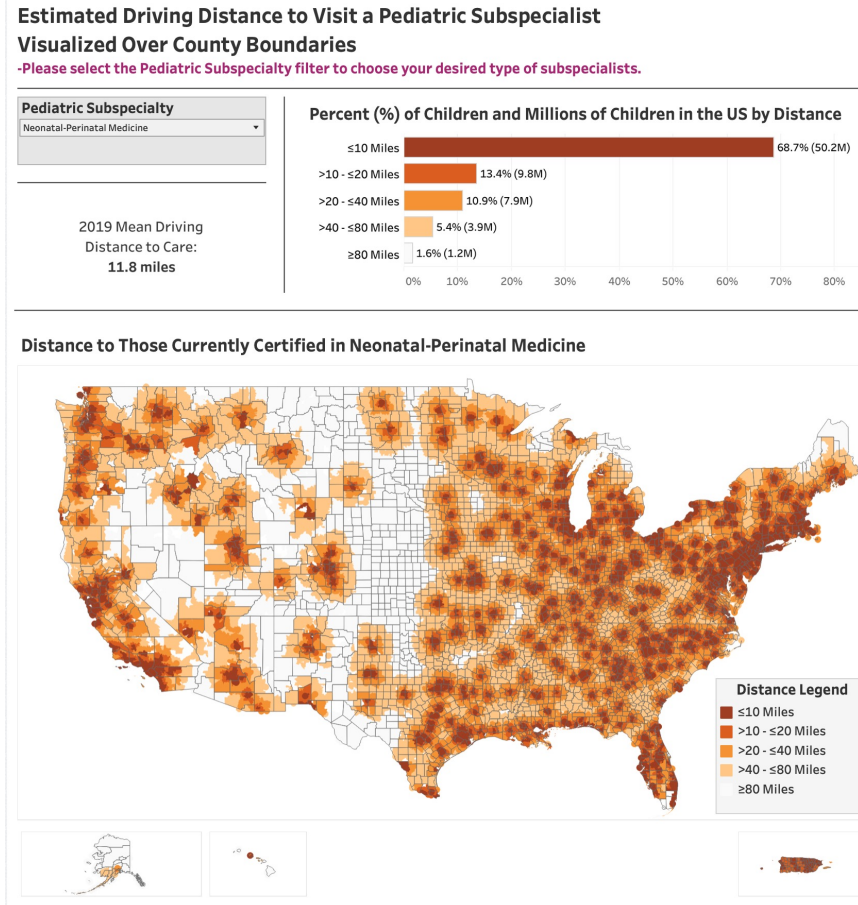 Estimated Driving Distance to Visit a Pediatric Subspecialist
Visualized Over County Boundaries
-Please select the Pediatric Subspecialty filter to choose your desired type of subspecialists.
Pediatric Subspecialty
Neonatal-Perinatal Medicine
2019 Mean Driving
Distance to Care:
11.8 miles
Percent (%) of Children and Millions of Children in the US by Distance
≤10 Miles 68.7% (50.2M)
>10 - ≤20 Miles 13.4% (9.8M)
>20 - ≤40 Miles 10.9% (7.9M)
>40 - ≤80 Miles 5.4% (3.9M)
≥80 Miles 1.6% (1.2M)
0% 10% 20% 30% 40% 50% 60% 70% 80%
Distance to Those Currently Certified in Neonatal-Perinatal Medicine
Distance Legend
≤10 Miles
>10 - ≤20 Miles
>20 - ≤40 Miles
>40 - ≤80 Miles
≥80 Miles